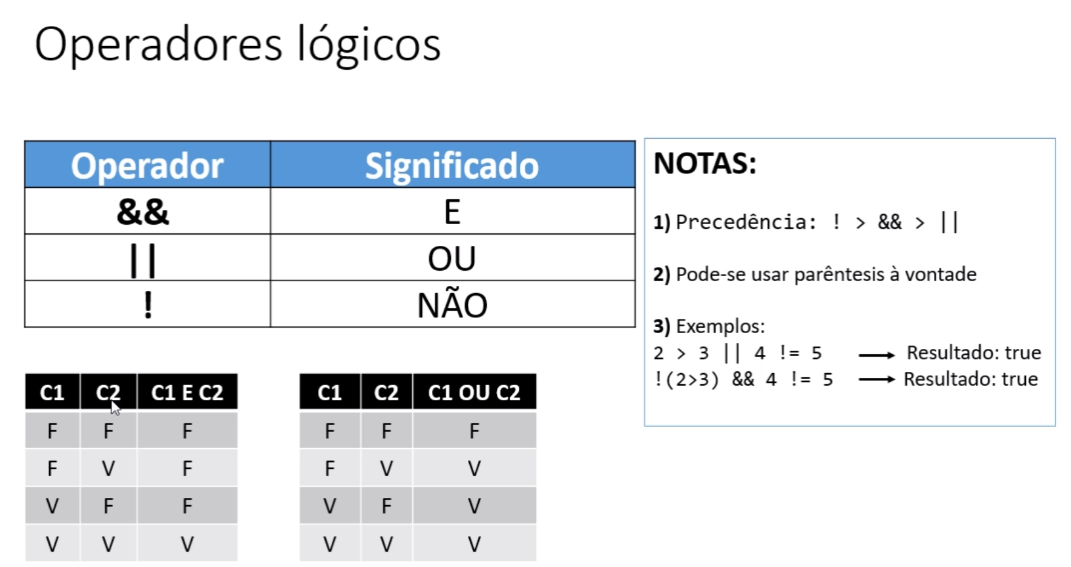 Operadores lógicos
Operador Significado
&& E
|| OU
! NÃO
NOTAS:
1) Precedência: ! > && > ||
2) Pode-se usar parêntesis à vontade
3) Exemplos:
2 > 3 || 4 != 5 → Resultado: true
!(2>3) && 4 != 5 → Resultado: true
C1 C2 C1 E C2
F F F
F V F
V F F
V V V
C1 C2 C1 OU C2
F F F
F V V
V F V
V V V